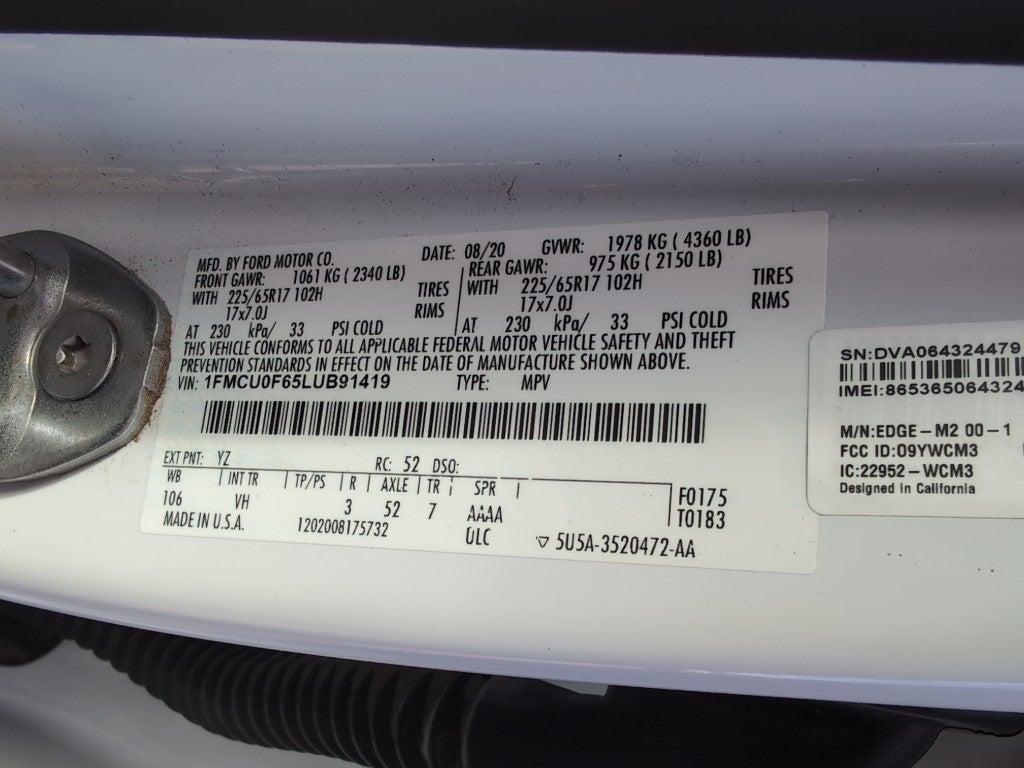 MFD. BY FORD MOTOR CO. DATE: 08/20 GVWR: 1978 KG ( 4360 LB)
FRONT GAWR: 1061 KG ( 2340 LB) REAR GAWR: 975 KG ( 2150 LB)
WITH 225/65R17 102H TIRES WITH 225/65R17 102H TIRES
17x7.0J RIMS 17x7.0J RIMS
AT 230 kPa/ 33 PSI COLD AT 230 kPa/ 33 PSI COLD
THIS VEHICLE CONFORMS TO ALL APPLICABLE FEDERAL MOTOR VEHICLE SAFETY AND THEFT
PREVENTION STANDARDS IN EFFECT ON THE DATE OF MANUFACTURE SHOWN ABOVE.
VIN: 1FMCU0F65LUB91419 TYPE: MPV
EXT PNT: YZ RC: 52 DSO:
WB INT TR TP/PS R AXLE TR SPR
106 VH 3 52 7 AAAA F0175
MADE IN U.S.A. 1202008175732 ULC T0183
5U5A-3520472-AA
SN:DVA064324479
IMEI:865365064324
M/N:EDGE-M2 00-1
FCC ID:O9YWCM3
IC:22952-WCM3
Designed in California